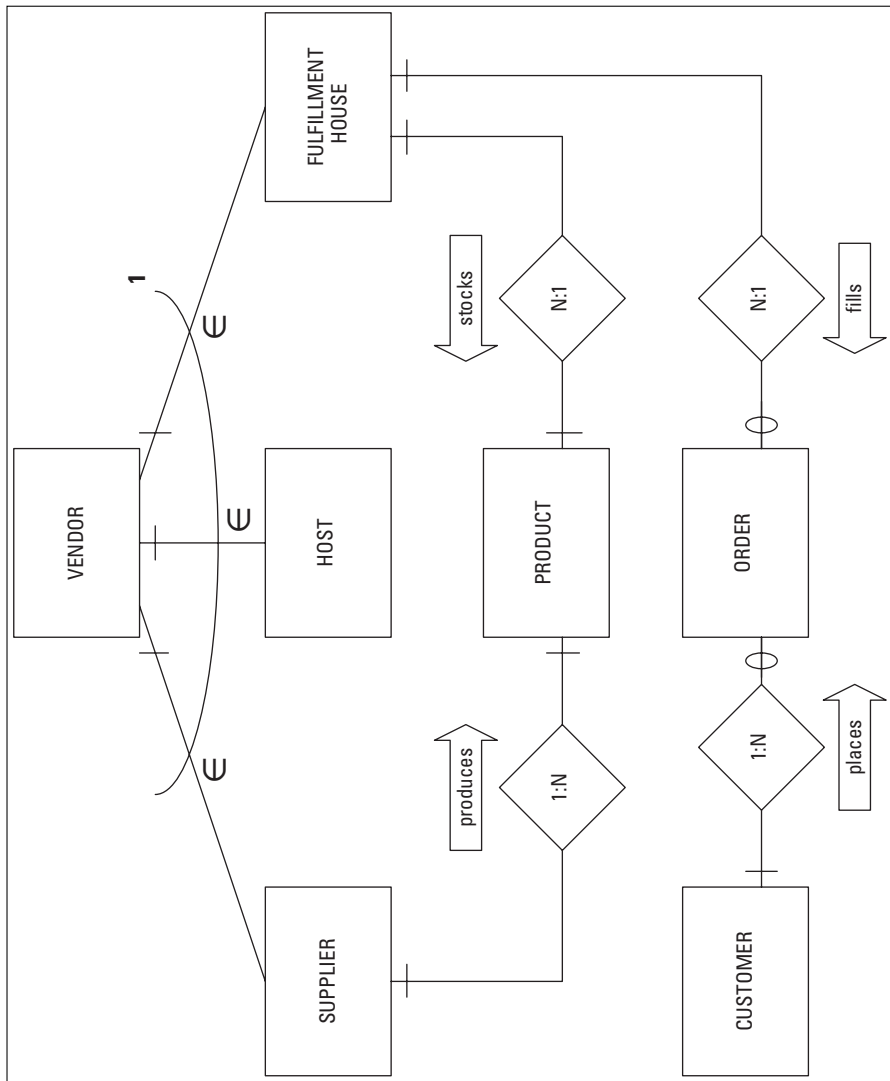 VENDOR
1
∈
∈
∈
SUPPLIER
HOST
FULFILLMENT
HOUSE
produces
stocks
1:N
PRODUCT
N:1
CUSTOMER
1:N
ORDER
N:1
places
fills